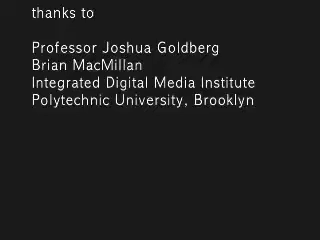 thanks to
Professor Joshua Goldberg
Brian MacMillan
Integrated Digital Media Institute
Polytechnic University, Brooklyn